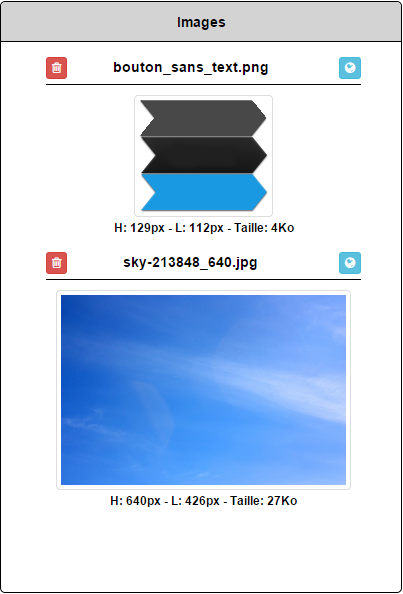 Images
bouton_sans_text.png
H: 129px - L: 112px - Taille: 4Ko
sky-213848_640.jpg
H: 640px - L: 426px - Taille: 27Ko